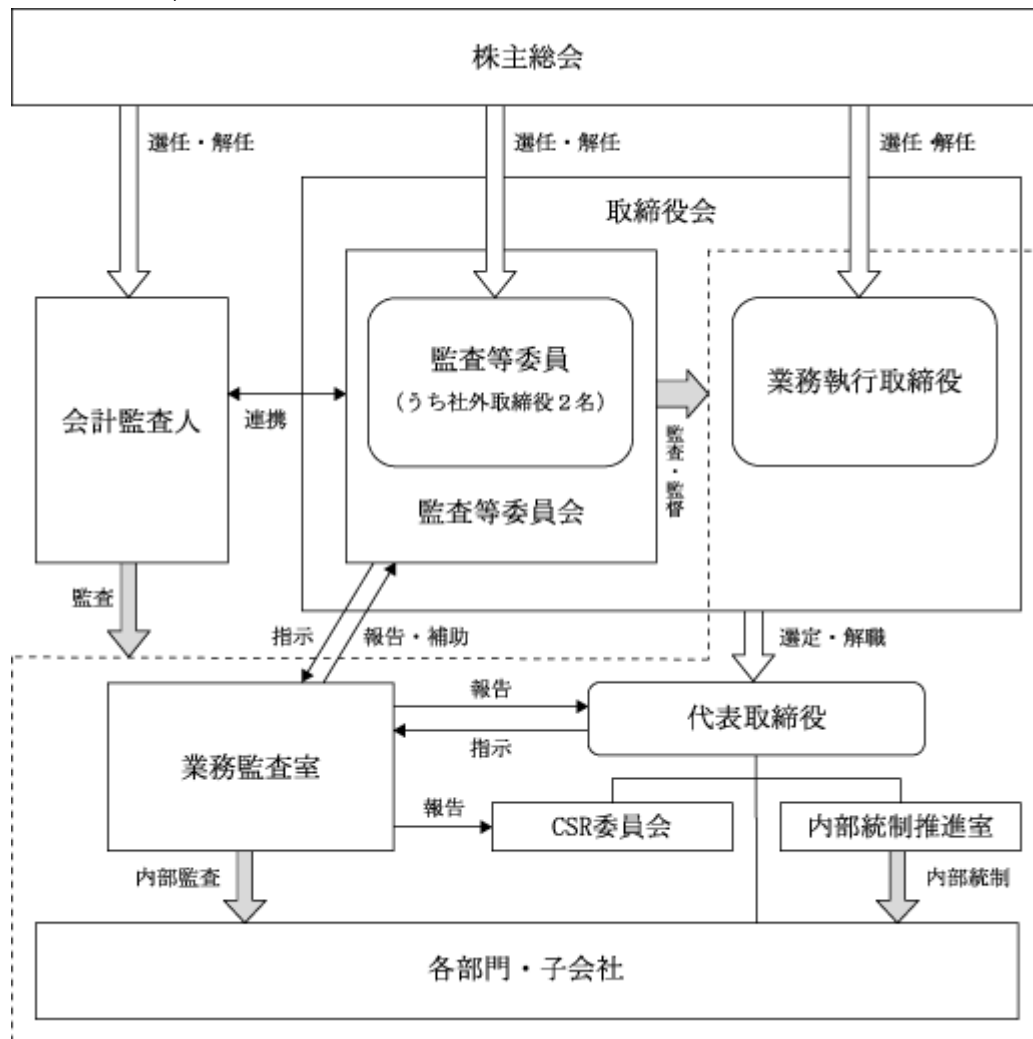 株主総会
選任・解任
選任・解任
選任・解任
取締役会
監査等委員
(うち社外取締役2名)
業務執行取締役
会計監査人
連携
監査・監督
監査等委員会
監査
指示
報告・補助
選定・解職
報告
代表取締役
指示
業務監査室
報告
CSR委員会
内部統制推進室
内部監査
内部統制
各部門・子会社